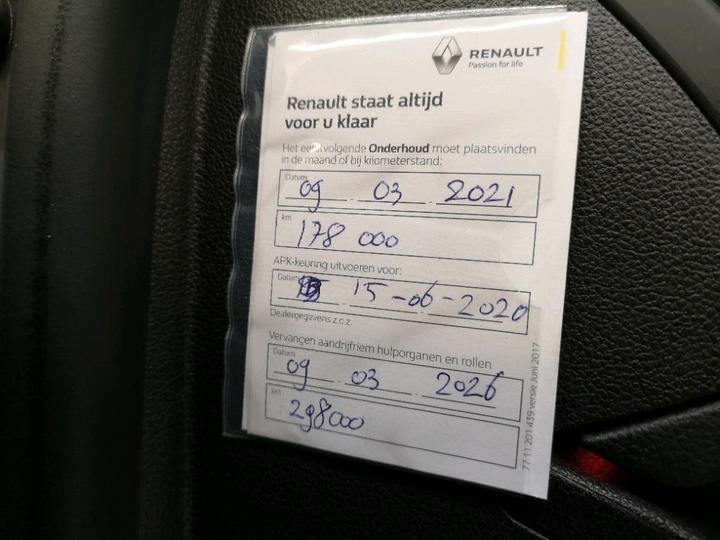 RENAULT
Passion for life
Renault staat altijd
voor u klaar
Het eerstvolgende Onderhoud moet plaatsvinden
in de maand of bij kilometerstand:
Datum
09 03 2021
km
178 000
APK-keuring uitvoeren voor:
Datum
15-06-2020
Dealergegevens z.o.z.
Vervangen aandrijfriem hulporganen en rollen
Datum
09 03 2026
km
298000
77 11 201 439 versie Juni 2017